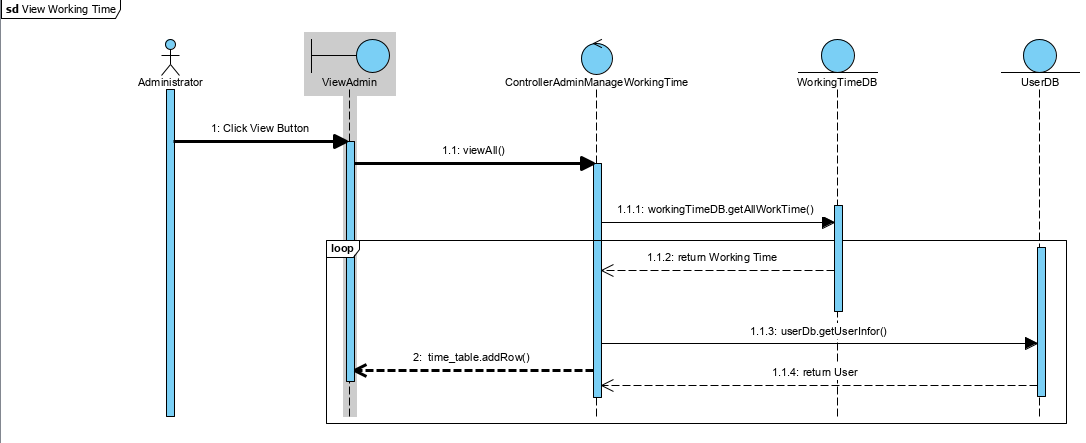 sd View Working Time
Administrator
ViewAdmin
ControllerAdminManageWorkingTime
WorkingTimeDB
UserDB
1: Click View Button
1.1: viewAll()
1.1.1: workingTimeDB.getAllWorkTime()
loop
1.1.2: return Working Time
1.1.3: userDb.getUserInfor()
2: time_table.addRow()
1.1.4: return User